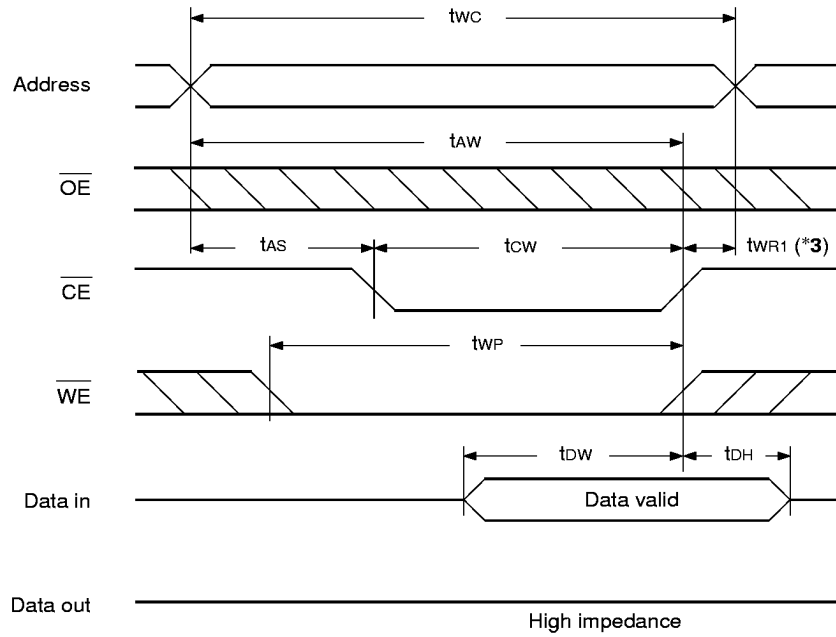 tWC
Address
tAW
OE
tAS tCW tWR1 (*3)
CE
tWP
WE
tDW tDH
Data in Data valid
Data out
High impedance